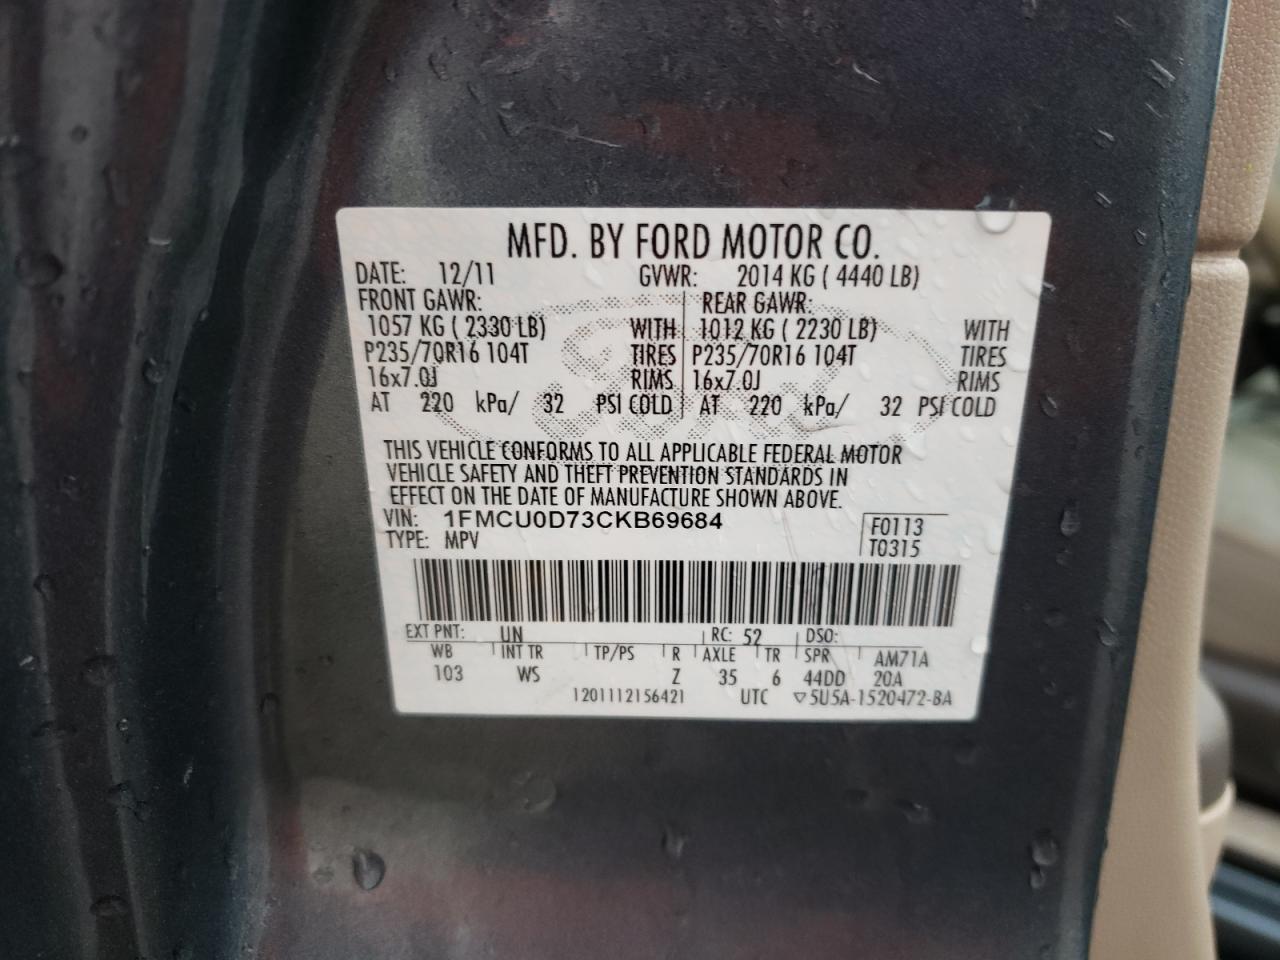 MFD. BY FORD MOTOR CO.
DATE: 12/11 GVWR: 2014 KG ( 4440 LB)
FRONT GAWR: REAR GAWR:
1057 KG ( 2330 LB) WITH 1012 KG ( 2230 LB) WITH
P235/70R16 104T TIRES P235/70R16 104T TIRES
16x7.0J RIMS 16x7.0J RIMS
AT 220 kPa/ 32 PSI COLD AT 220 kPa/ 32 PSI COLD
THIS VEHICLE CONFORMS TO ALL APPLICABLE FEDERAL MOTOR
VEHICLE SAFETY AND THEFT PREVENTION STANDARDS IN
EFFECT ON THE DATE OF MANUFACTURE SHOWN ABOVE.
VIN: 1FMCU0D73CKB69684 F0113
TYPE: MPV T0315
EXT PNT: UN RC: 52 DSO:
WB INT TR TP/PS R AXLE TR SPR AM71A
103 WS Z 35 6 44DD 20A
1201112156421 UTC ▽5U5A-1520472-BA